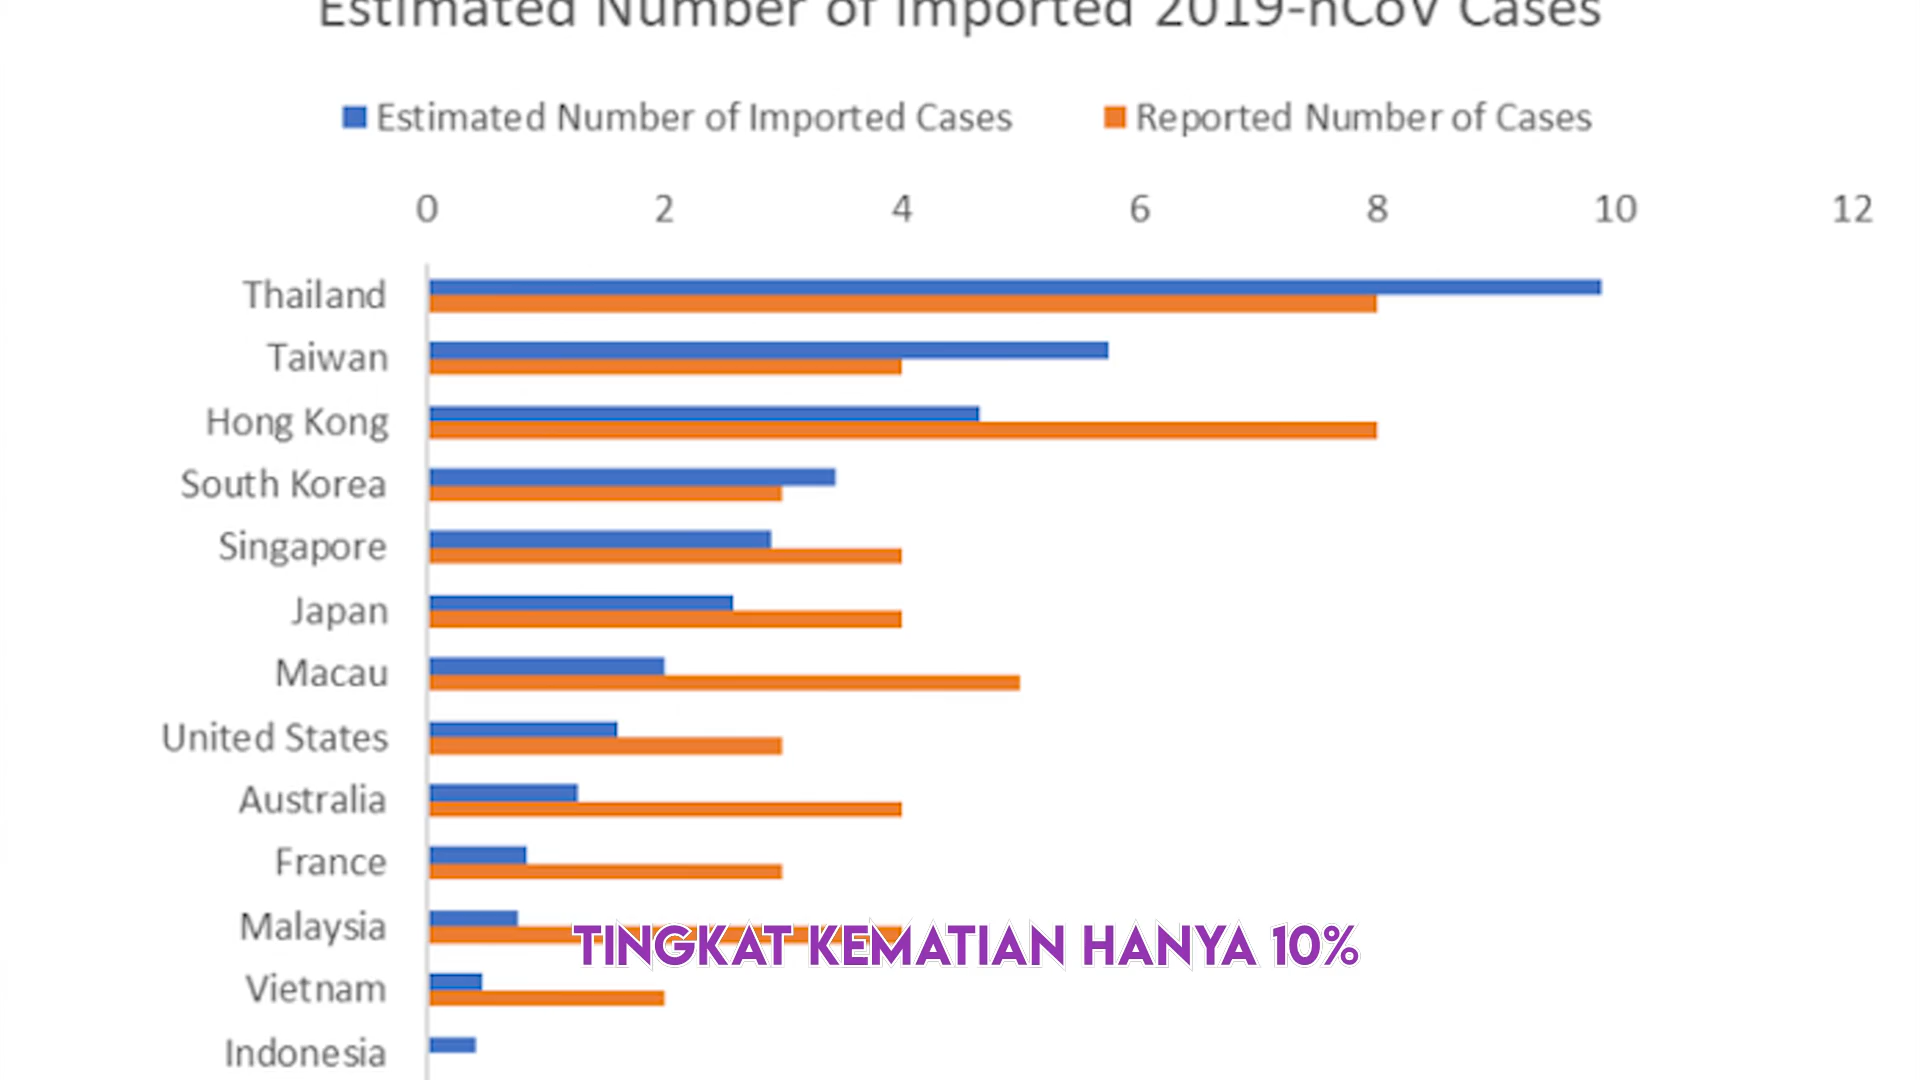 Estimated Number of Imported 2019-nCoV Cases
Estimated Number of Imported Cases Reported Number of Cases
0 2 4 6 8 10 12
Thailand
Taiwan
Hong Kong
South Korea
Singapore
Japan
Macau
United States
Australia
France
Malaysia
TINGKAT KEMATIAN HANYA 10%
Vietnam
Indonesia